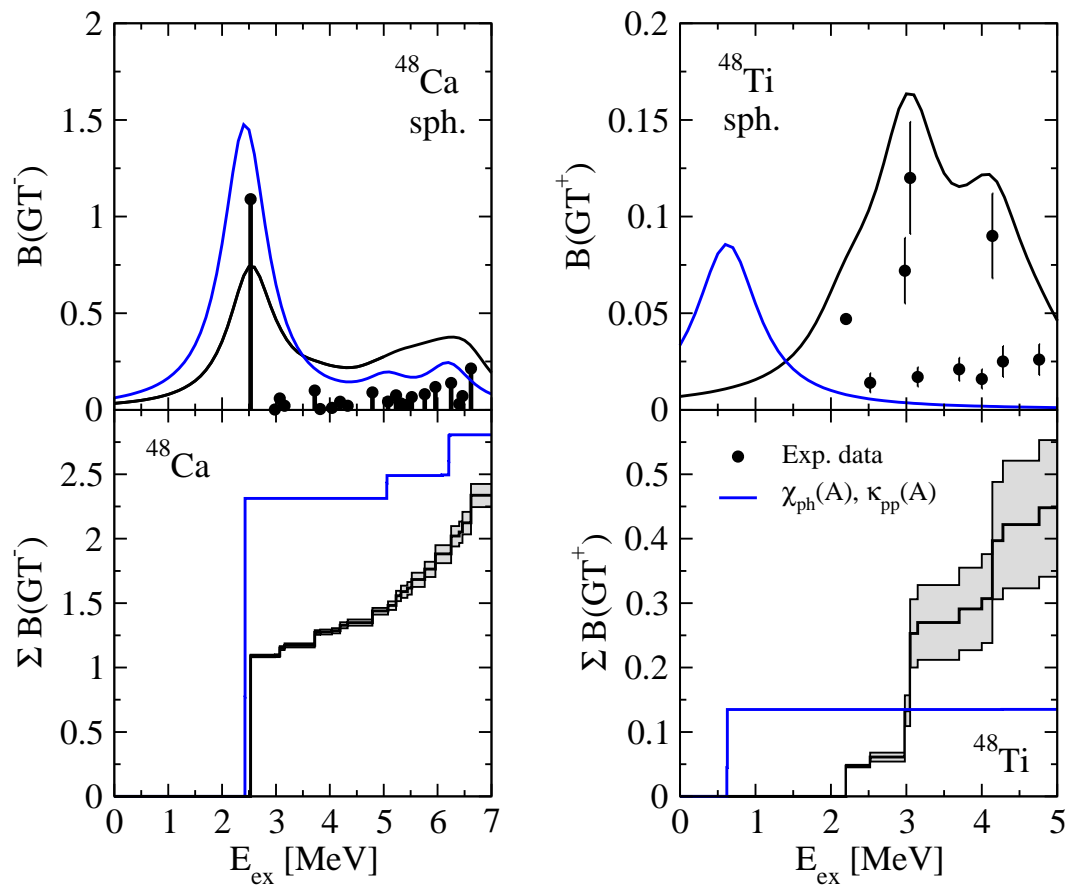 2
1.5
1
0.5
0
B(GT⁻)
⁴⁸Ca
sph.
0.2
0.15
0.1
0.05
0
B(GT⁺)
⁴⁸Ti
sph.
2.5
2
1.5
1
0.5
0
Σ B(GT⁻)
⁴⁸Ca
0 1 2 3 4 5 6 7
E_ex [MeV]
0.5
0.4
0.3
0.2
0.1
0
Σ B(GT⁺)
Exp. data
χ_ph(A), κ_pp(A)
⁴⁸Ti
0 1 2 3 4 5
E_ex [MeV]